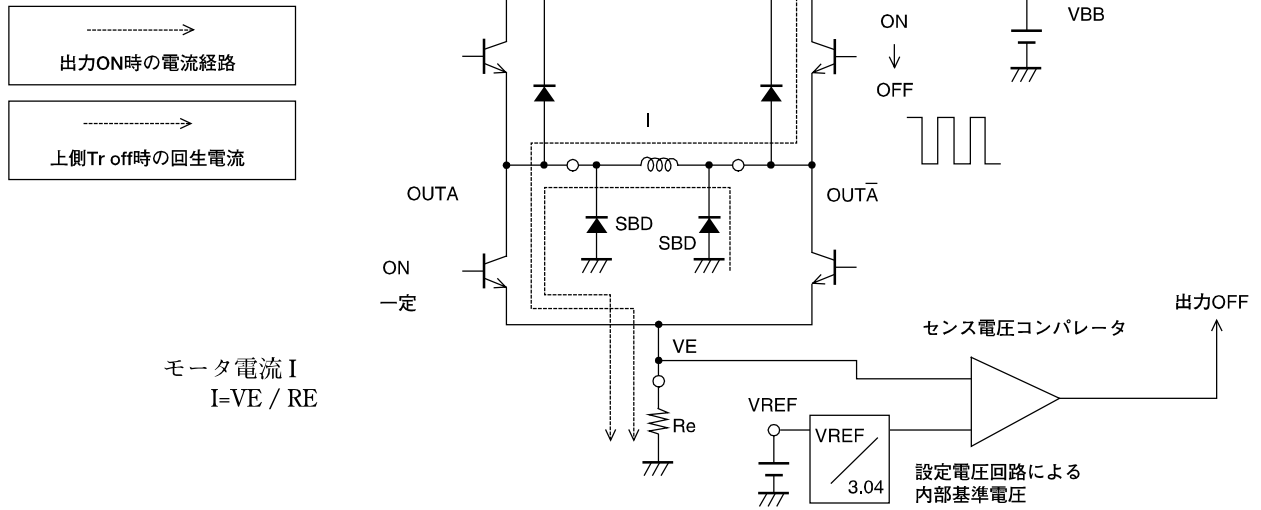 出力ON時の電流経路
上側Tr off時の回生電流
ON
OFF
VBB
I
OUTA
OUTA̅
SBD
SBD
ON
一定
出力OFF
センス電圧コンパレータ
VE
モータ電流 I
I=VE / RE
VREF
Re
VREF
3.04
設定電圧回路による
内部基準電圧